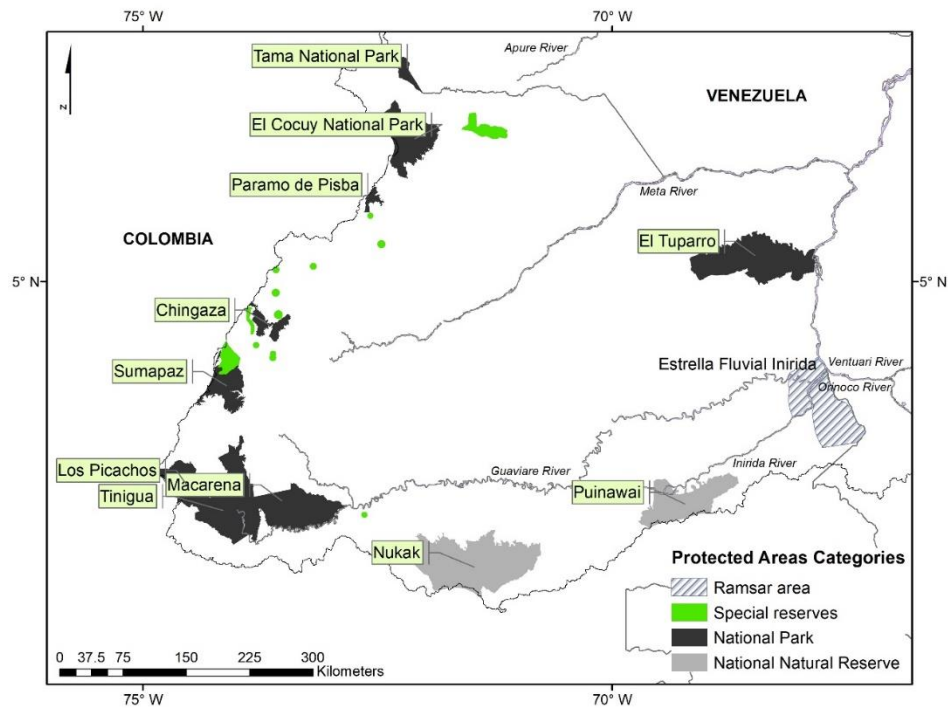 75° W
70° W
Tama National Park
Apure River
VENEZUELA
El Cocuy National Park
Paramo de Pisba
Meta River
COLOMBIA
El Tuparro
5° N
5° N
Chingaza
Sumapaz
Estrella Fluvial Inirida
Ventuari River
Orinoco River
Los Picachos
Tinigua
Macarena
Guaviare River
Inirida River
Puinawai
Nukak
Protected Areas Categories
Ramsar area
Special reserves
National Park
National Natural Reserve
0 37.5 75 150 225 300
Kilometers
z
75° W
70° W